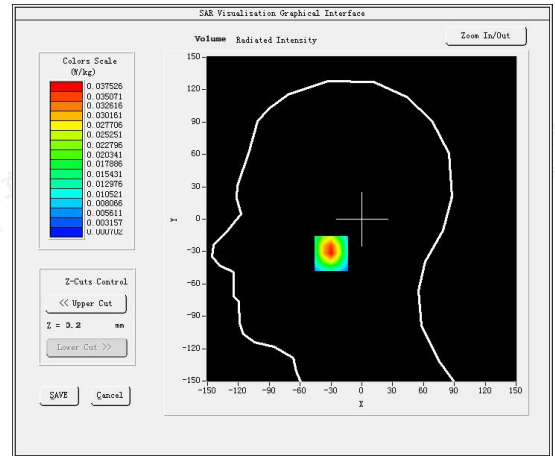 SAR Visualisation Graphical Interface
Volume Radiated Intensity
Zoom In/Out
Colors Scale
(W/kg)
0.037526
0.035071
0.032616
0.030161
0.027706
0.025251
0.022796
0.020341
0.017886
0.015431
0.012976
0.010521
0.008066
0.005611
0.003157
0.000702
Z-Cuts Control
<< Upper Cut
Z = 0.2 mm
Lower Cut >>
SAVE Cancel
150
120
90
60
30
0
-30
-60
-90
-120
-150
Y
-150 -120 -90 -60 -30 0 30 60 90 120 150
X